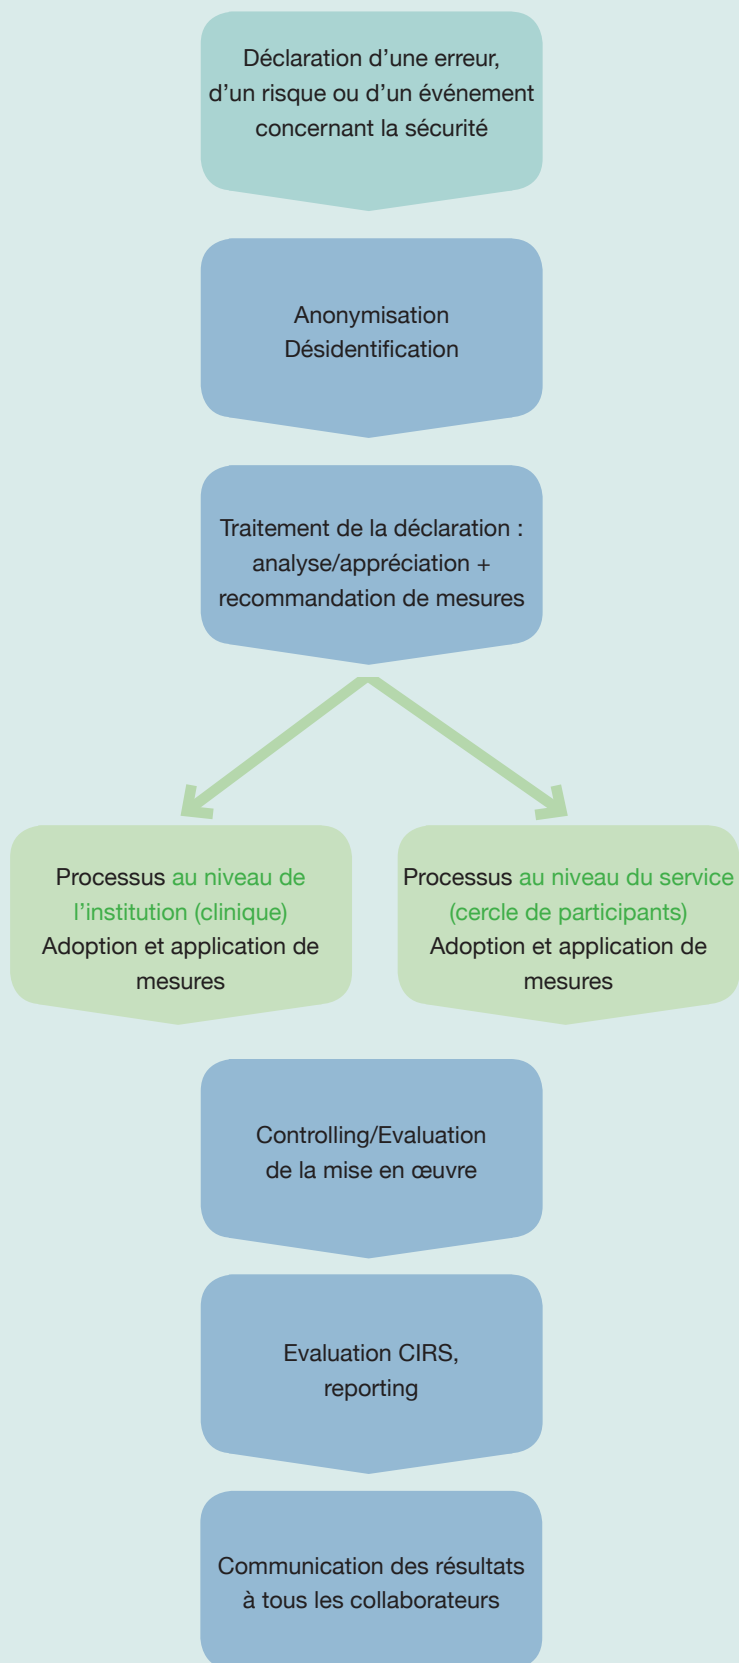 Déclaration d’une erreur,
d’un risque ou d’un événement
concernant la sécurité
Anonymisation
Désidentification
Traitement de la déclaration :
analyse/appréciation +
recommandation de mesures
Processus au niveau de
l’institution (clinique)
Adoption et application de
mesures
Processus au niveau du service
(cercle de participants)
Adoption et application de
mesures
Controlling/Evaluation
de la mise en œuvre
Evaluation CIRS,
reporting
Communication des résultats
à tous les collaborateurs